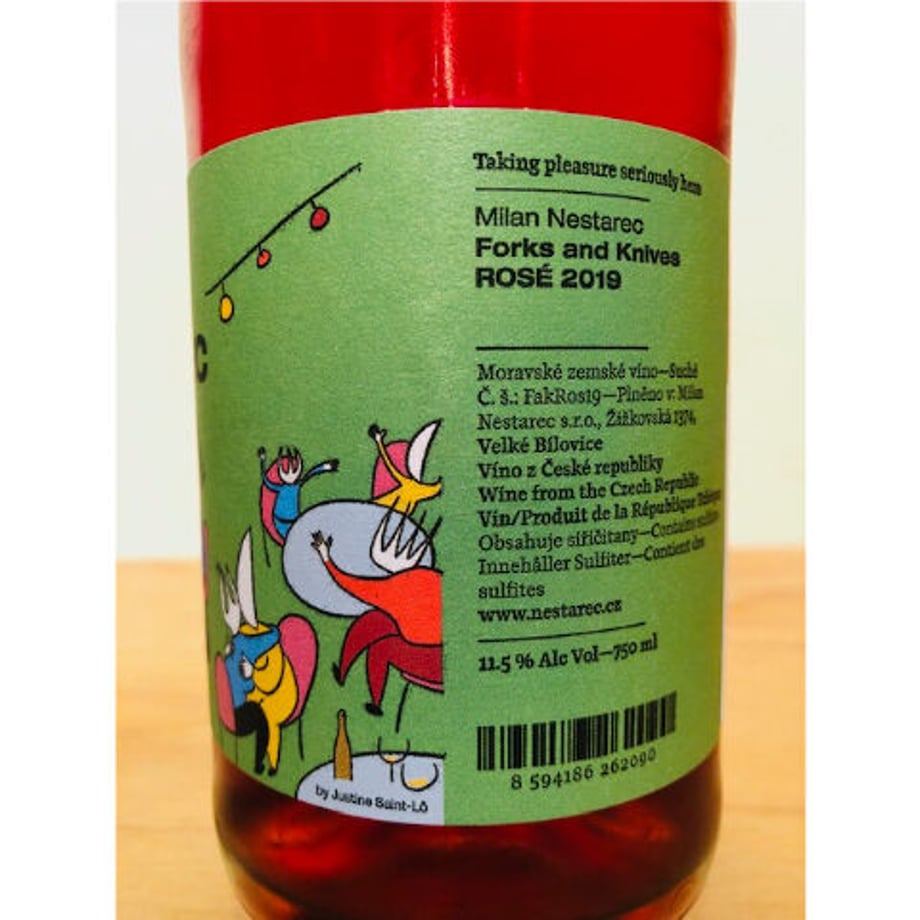 Taking pleasure seriously here
Milan Nestarec
Forks and Knives
ROSÉ 2019
C
Moravské zemské víno—Suché
Č. š.: FakRos19—Plněno v: Milan
Nestarec s.r.o., Žižkovská 1374,
Velké Bílovice
Víno z České republiky
Wine from the Czech Republic
Vin/Produit de la République
Obsahuje siřičitany—Contains sulfites
Innehåller Sulfiter—Contient des
sulfites
www.nestarec.cz
11.5 % Alc Vol—750 ml
8 594186 262090
by Justine Saint-Lô